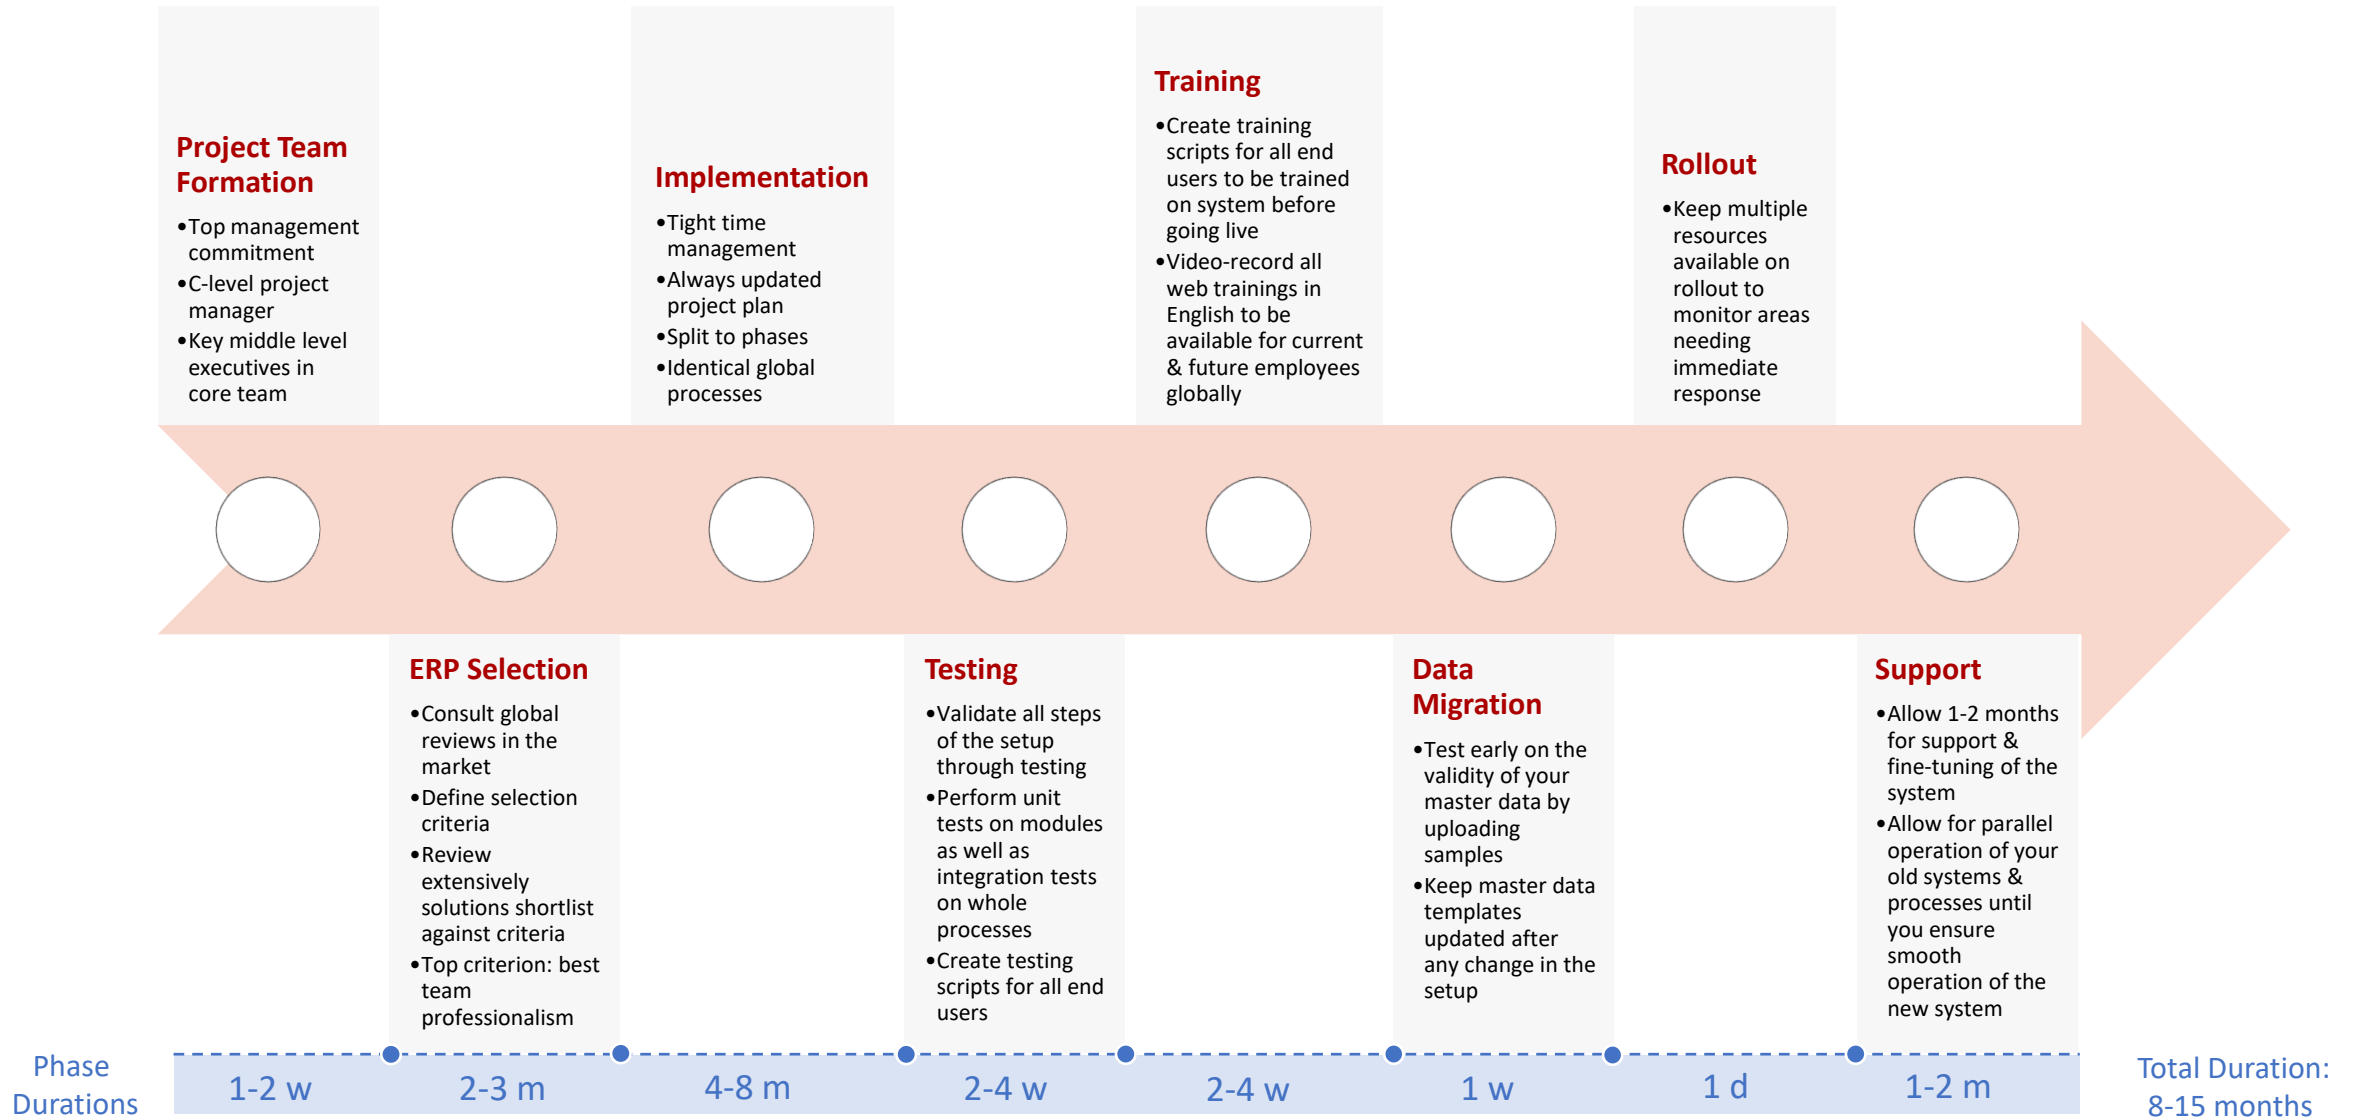 Project Team
Formation
•Top management
commitment
•C-level project
manager
•Key middle level
executives in
core team
Implementation
•Tight time
management
•Always updated
project plan
•Split to phases
•Identical global
processes
Training
•Create training
scripts for all end
users to be trained
on system before
going live
•Video-record all
web trainings in
English to be
available for current
& future employees
globally
Rollout
•Keep multiple
resources
available on
rollout to
monitor areas
needing
immediate
response
ERP Selection
•Consult global
reviews in the
market
•Define selection
criteria
•Review
extensively
solutions shortlist
against criteria
•Top criterion: best
team
professionalism
Testing
•Validate all steps
of the setup
through testing
•Perform unit
tests on modules
as well as
integration tests
on whole
processes
•Create testing
scripts for all end
users
Data
Migration
•Test early on the
validity of your
master data by
uploading
samples
•Keep master data
templates
updated after
any change in the
setup
Support
•Allow 1-2 months
for support &
fine-tuning of the
system
•Allow for parallel
operation of your
old systems &
processes until
you ensure
smooth
operation of the
new system
Phase
Durations
1-2 w
2-3 m
4-8 m
2-4 w
2-4 w
1 w
1 d
1-2 m
Total Duration:
8-15 months